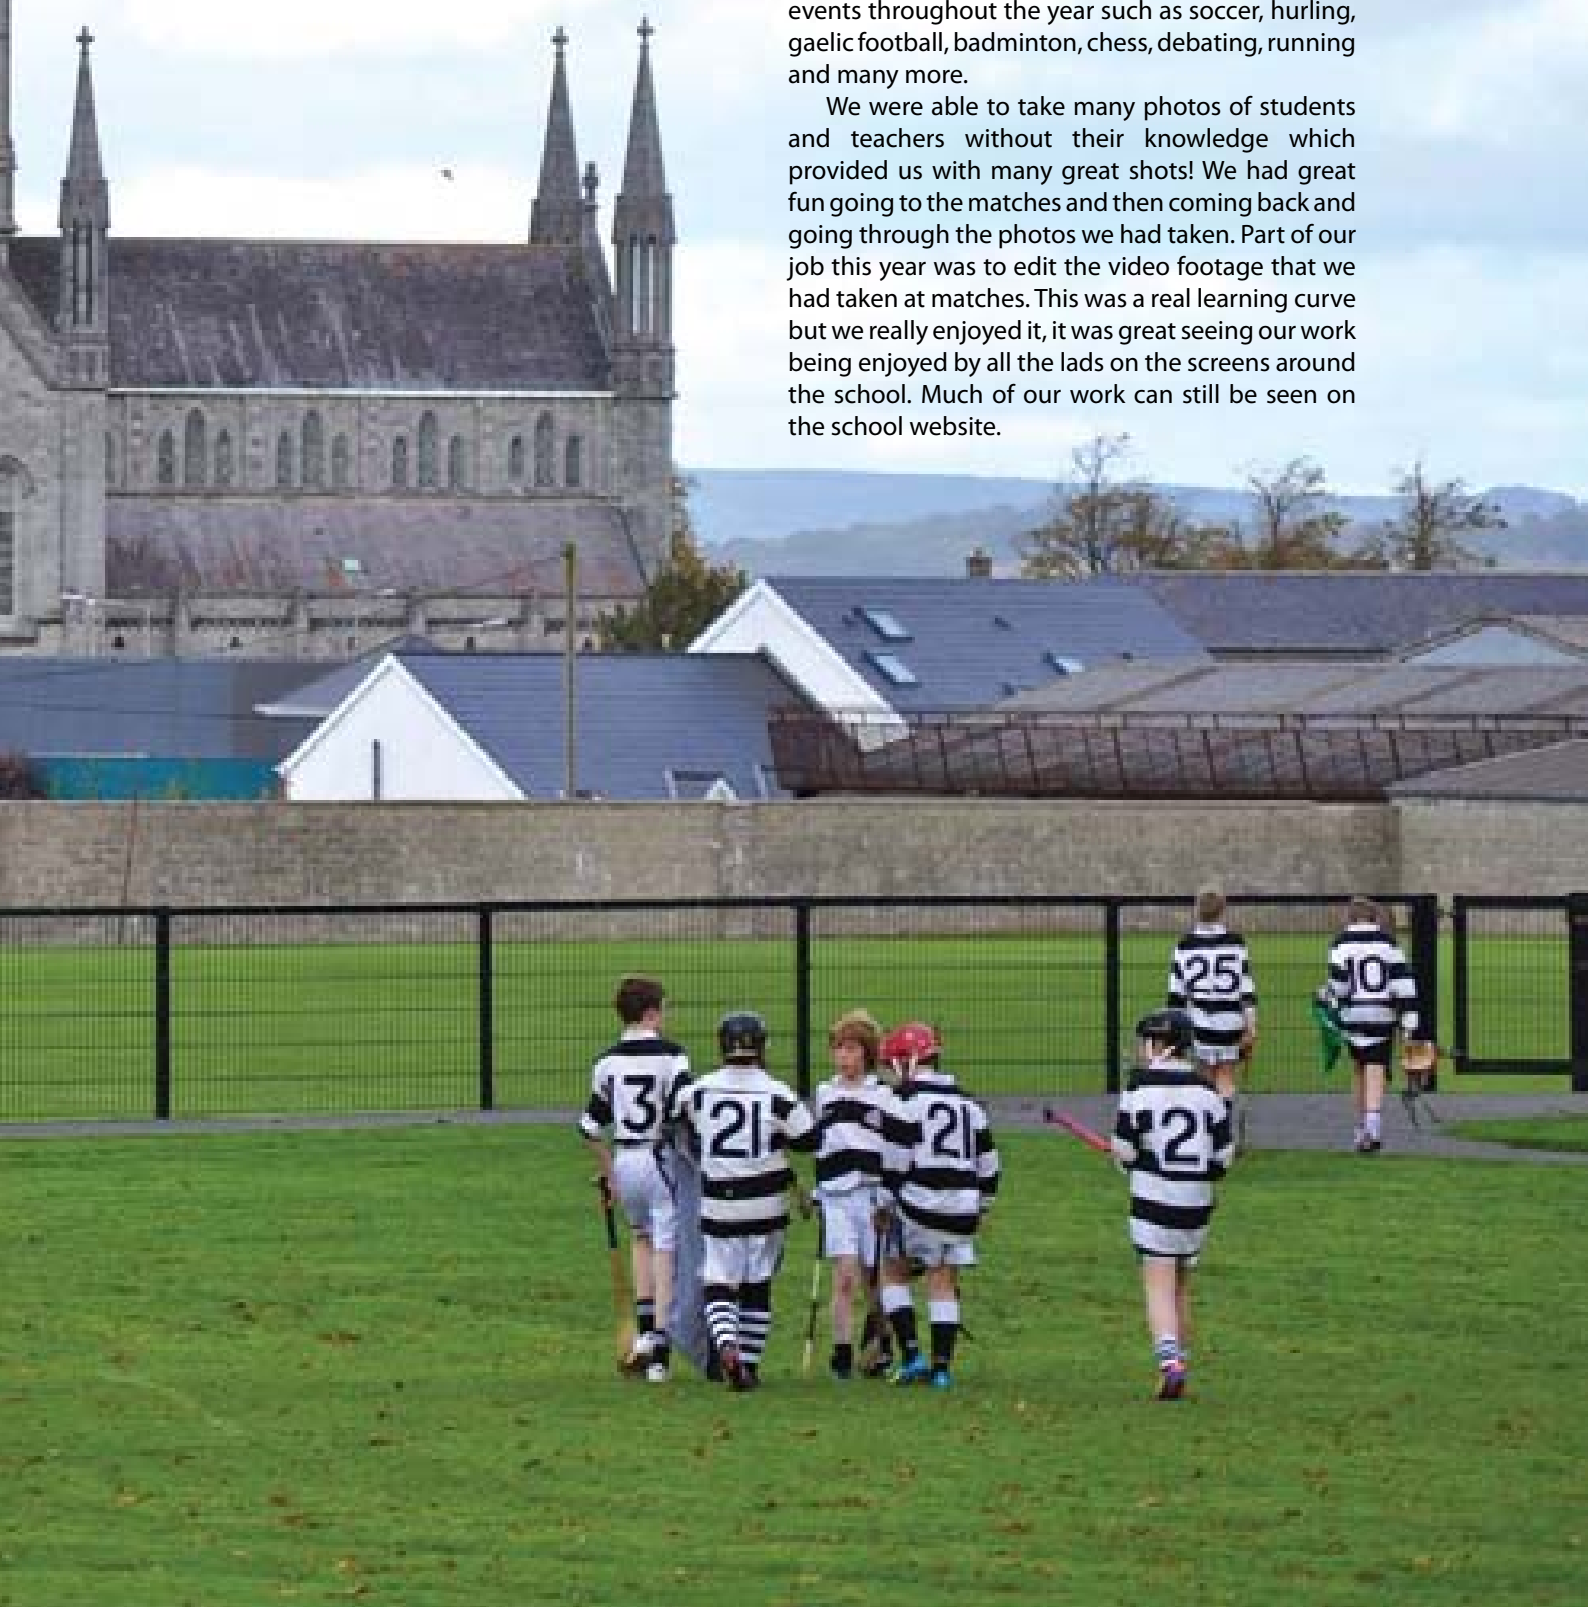 events throughout the year such as soccer, hurling,
gaelic football, badminton, chess, debating, running
and many more.
We were able to take many photos of students
and teachers without their knowledge which
provided us with many great shots! We had great
fun going to the matches and then coming back and
going through the photos we had taken. Part of our
job this year was to edit the video footage that we
had taken at matches. This was a real learning curve
but we really enjoyed it, it was great seeing our work
being enjoyed by all the lads on the screens around
the school. Much of our work can still be seen on
the school website.
25
10
13
21
21
12